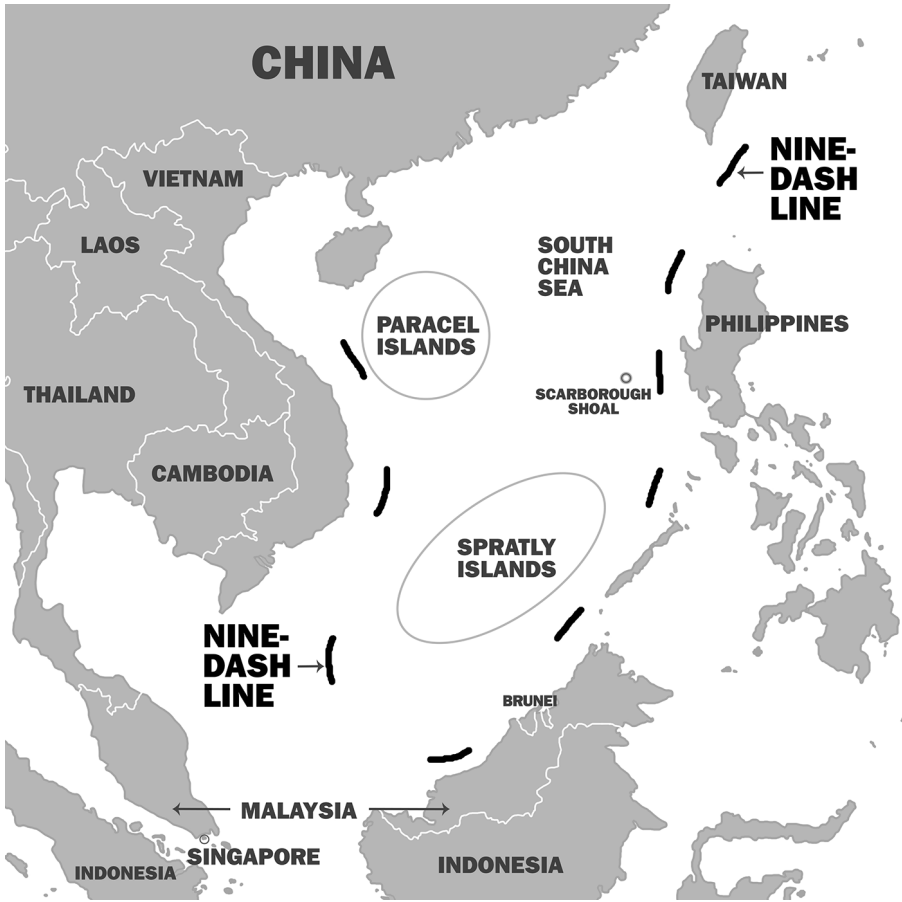 CHINA
TAIWAN
NINE-
DASH
LINE
VIETNAM
LAOS
SOUTH
CHINA
SEA
PARACEL
ISLANDS
PHILIPPINES
THAILAND
SCARBOROUGH
SHOAL
CAMBODIA
SPRATLY
ISLANDS
NINE-
DASH
LINE
BRUNEI
MALAYSIA
SINGAPORE
INDONESIA
INDONESIA